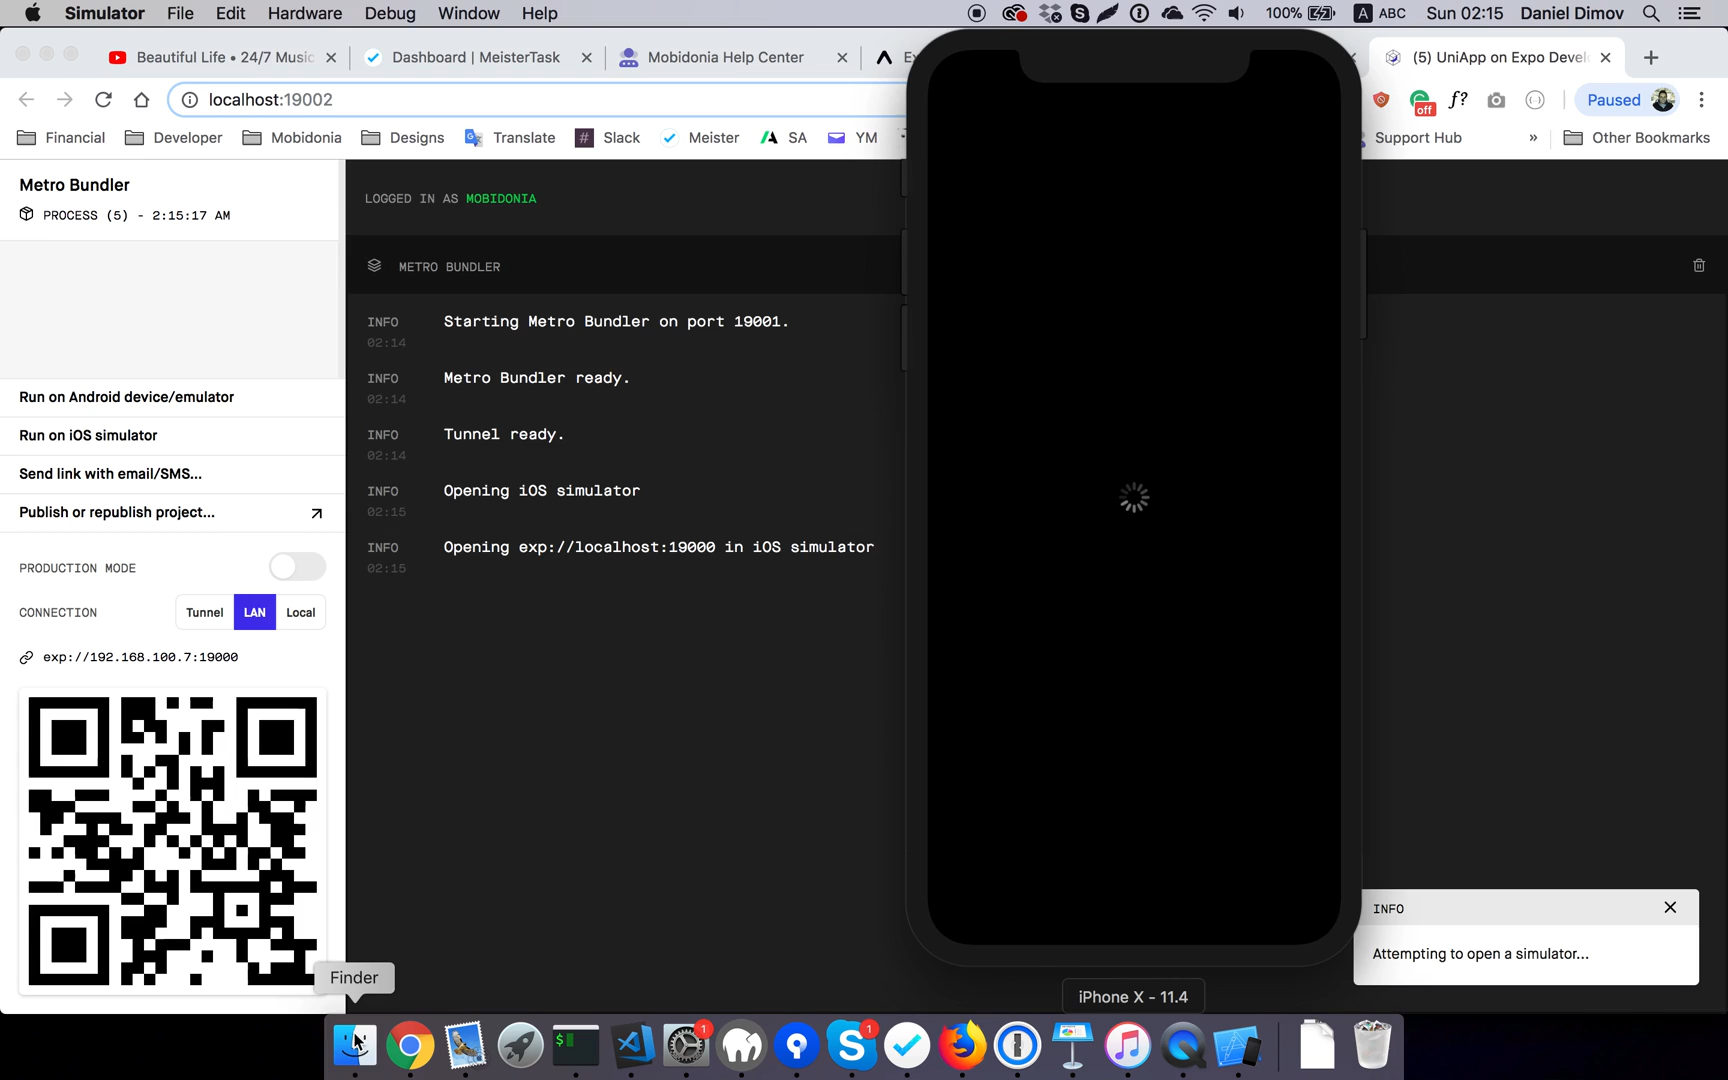 Simulator File Edit Hardware Debug Window Help 100% A ABC Sun 02:15 Daniel Dimov
Beautiful Life • 24/7 Music Dashboard | MeisterTask Mobidonia Help Center (5) UniApp on Expo Devel
localhost:19002 off f? Paused
Financial Developer Mobidonia Designs Translate # Slack Meister SA YM Support Hub » Other Bookmarks
Metro Bundler
PROCESS (5) - 2:15:17 AM
Run on Android device/emulator
Run on iOS simulator
Send link with email/SMS...
Publish or republish project...
PRODUCTION MODE
CONNECTION Tunnel LAN Local
exp://192.168.100.7:19000
LOGGED IN AS MOBIDONIA
METRO BUNDLER
INFO Starting Metro Bundler on port 19001.
02:14
INFO Metro Bundler ready.
02:14
INFO Tunnel ready.
02:14
INFO Opening iOS simulator
02:15
INFO Opening exp://localhost:19000 in iOS simulator
02:15
INFO
Attempting to open a simulator...
iPhone X - 11.4
Finder
$
1
1